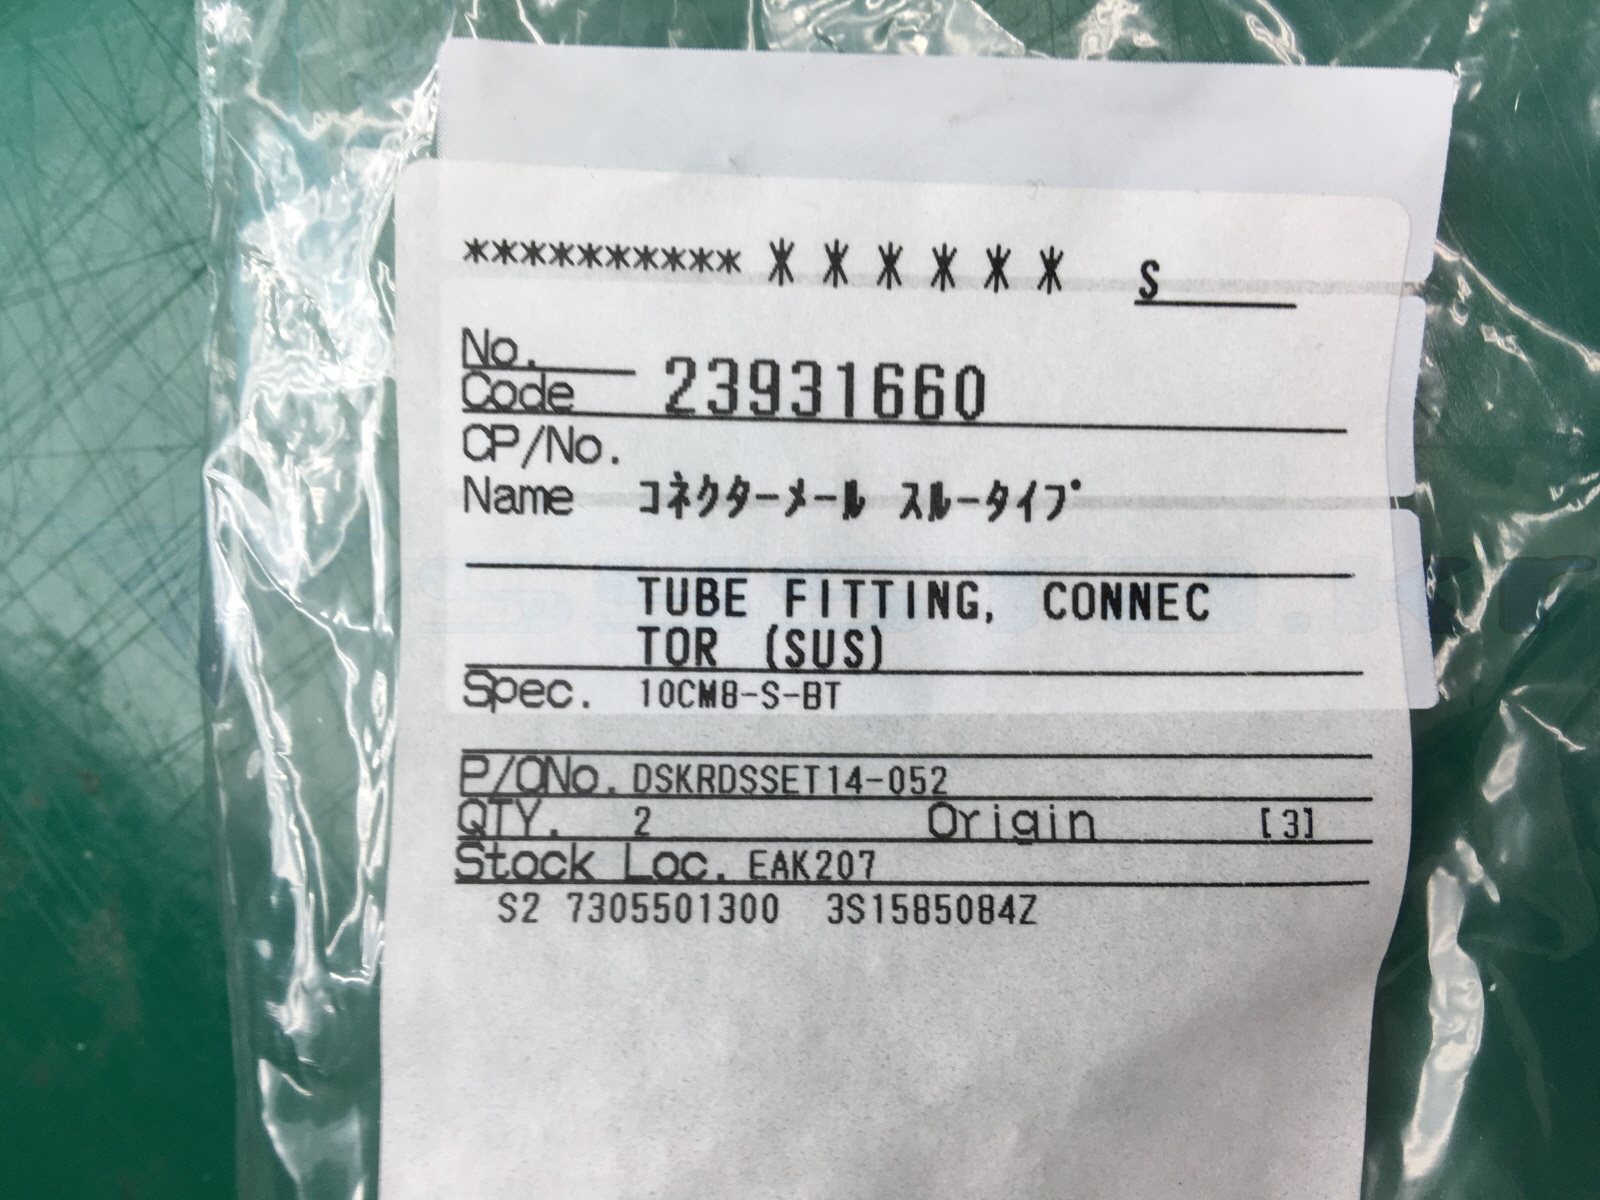 ********** ****** S
No.
Code 23931660
CP/No.
Name ｺﾈｸﾀｰﾒｰﾙ ｽﾙｰﾀｲﾌﾟ
TUBE FITTING, CONNEC
TOR (SUS)
Spec. 10CM8-S-BT
P/ONo. DSKRDSSET14-052
QTY. 2 Origin [3]
Stock Loc. EAK207
S2 7305501300 3S1585084Z